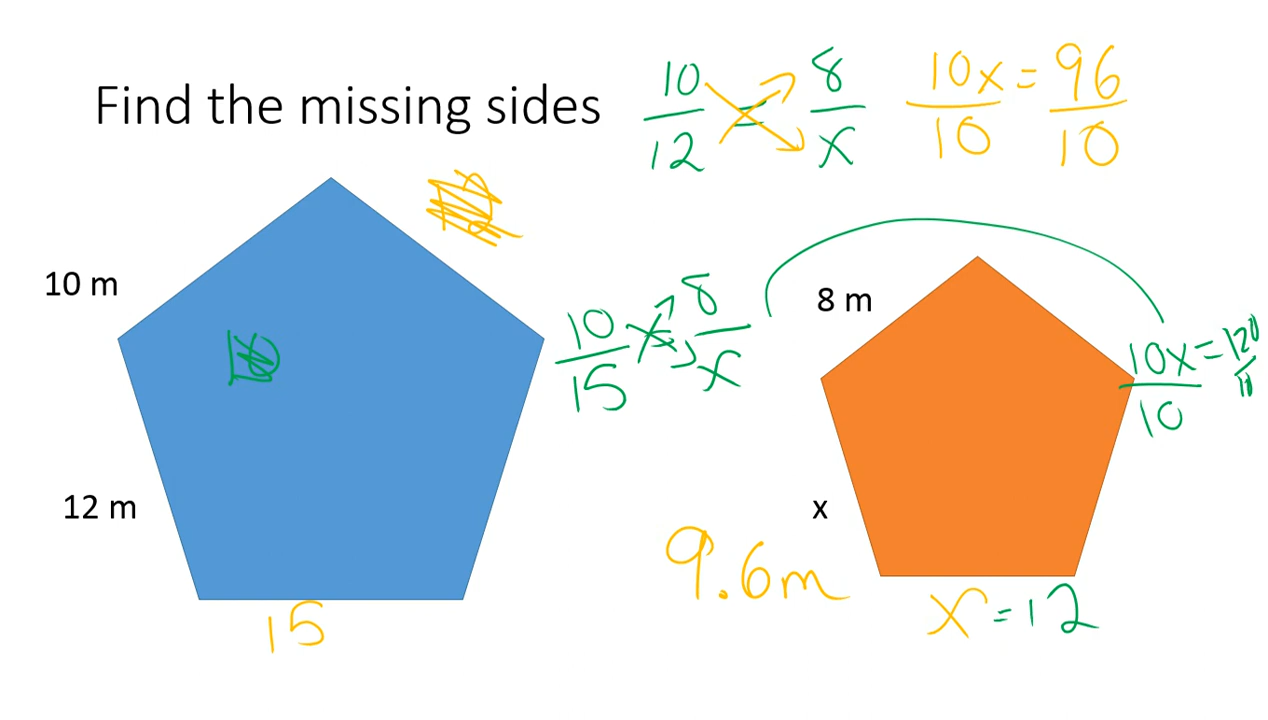 Find the missing sides
10/12 = 8/x
10x/10 = 96/10
10 m
12 m
15
10/15 = 8/x
8 m
10x/10 = 120/10
x
9.6m
x = 12